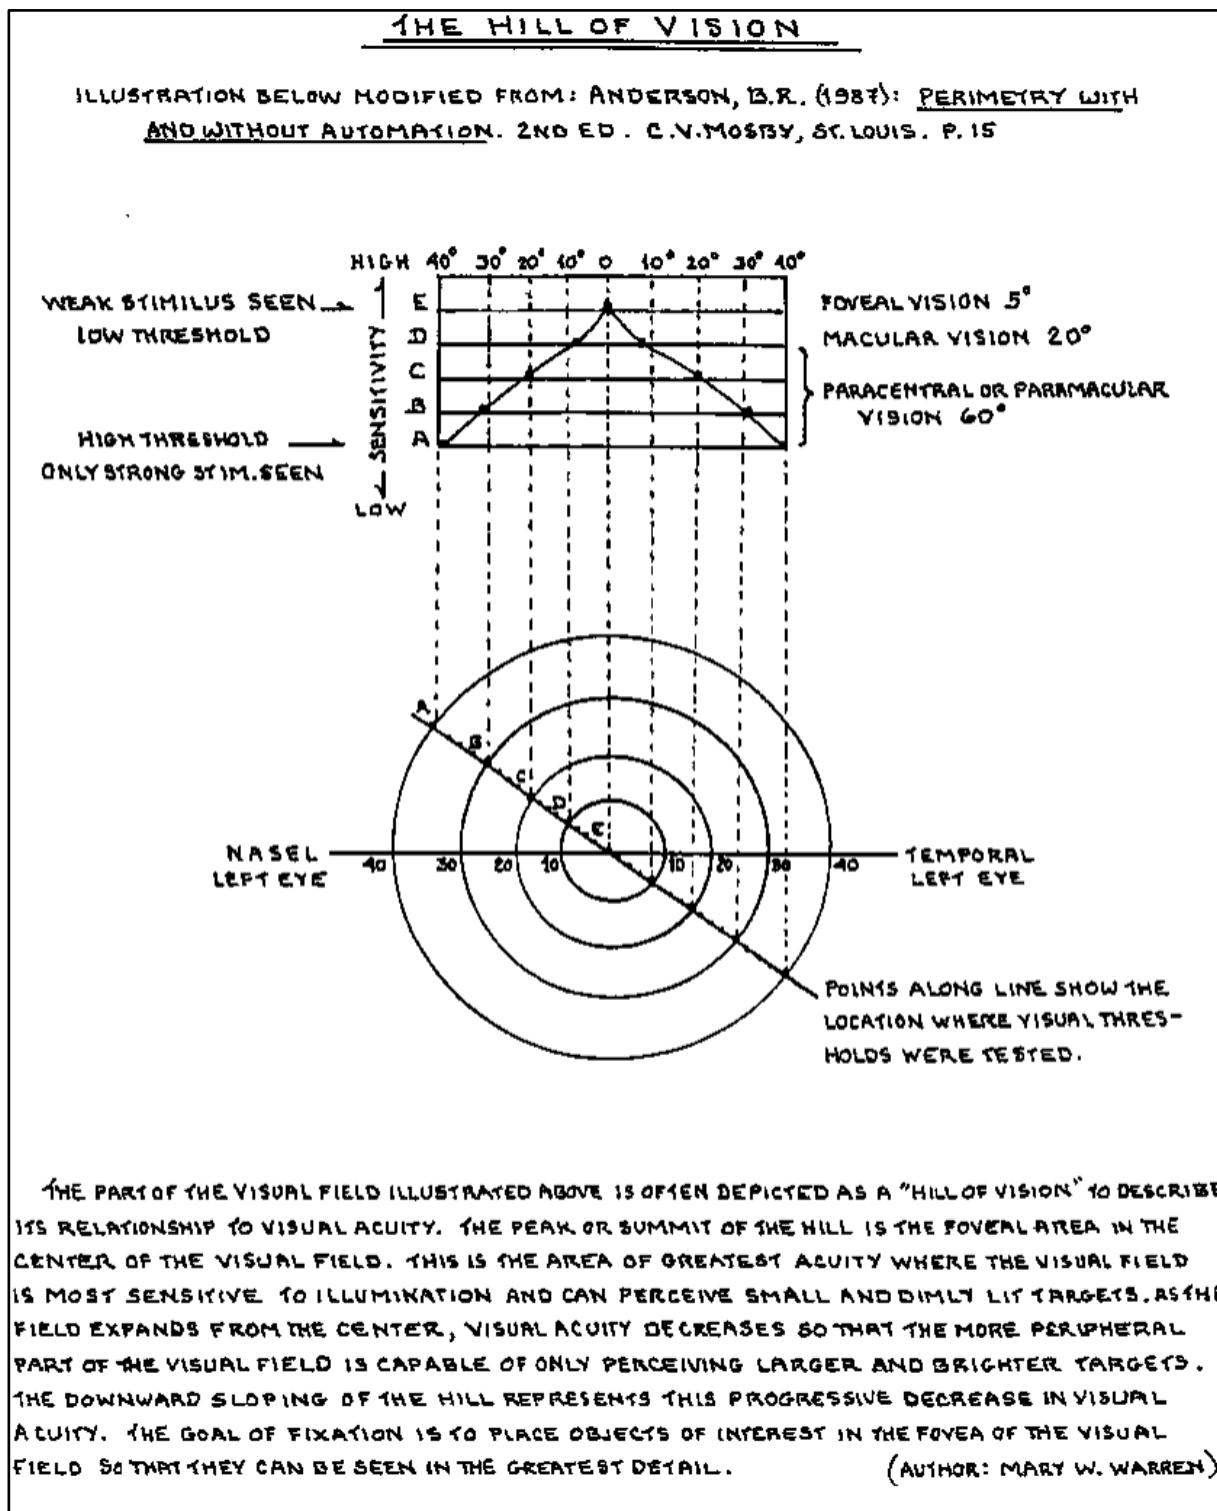 THE HILL OF VISION
ILLUSTRATION BELOW MODIFIED FROM: ANDERSON, B.R. (1987): PERIMETRY WITH
AND WITHOUT AUTOMATION. 2ND ED. C.V. MOSBY, ST. LOUIS. P. 15
HIGH 40° 30° 20° 10° 0 10° 20° 30° 40°
WEAK STIMILUS SEEN
LOW THRESHOLD
SENSITIVITY
E
D
C
B
A
FOVEAL VISION 5°
MACULAR VISION 20°
PARACENTRAL OR PARAMACULAR
VISION 60°
HIGH THRESHOLD
ONLY STRONG STIM. SEEN
LOW
A
B
C
D
E
NASEL
LEFT EYE
40 30 20 10 10 20 30 40
TEMPORAL
LEFT EYE
POINTS ALONG LINE SHOW THE
LOCATION WHERE VISUAL THRES-
HOLDS WERE TESTED.
THE PART OF THE VISUAL FIELD ILLUSTRATED ABOVE IS OFTEN DEPICTED AS A "HILL OF VISION" TO DESCRIBE
ITS RELATIONSHIP TO VISUAL ACUITY. THE PEAK OR SUMMIT OF THE HILL IS THE FOVEAL AREA IN THE
CENTER OF THE VISUAL FIELD. THIS IS THE AREA OF GREATEST ACUITY WHERE THE VISUAL FIELD
IS MOST SENSITIVE TO ILLUMINATION AND CAN PERCEIVE SMALL AND DIMLY LIT TARGETS. AS THE
FIELD EXPANDS FROM THE CENTER, VISUAL ACUITY DECREASES SO THAT THE MORE PERIPHERAL
PART OF THE VISUAL FIELD IS CAPABLE OF ONLY PERCEIVING LARGER AND BRIGHTER TARGETS.
THE DOWNWARD SLOPING OF THE HILL REPRESENTS THIS PROGRESSIVE DECREASE IN VISUAL
ACUITY. THE GOAL OF FIXATION IS TO PLACE OBJECTS OF INTEREST IN THE FOVEA OF THE VISUAL
FIELD SO THAT THEY CAN BE SEEN IN THE GREATEST DETAIL. (AUTHOR: MARY W. WARREN)